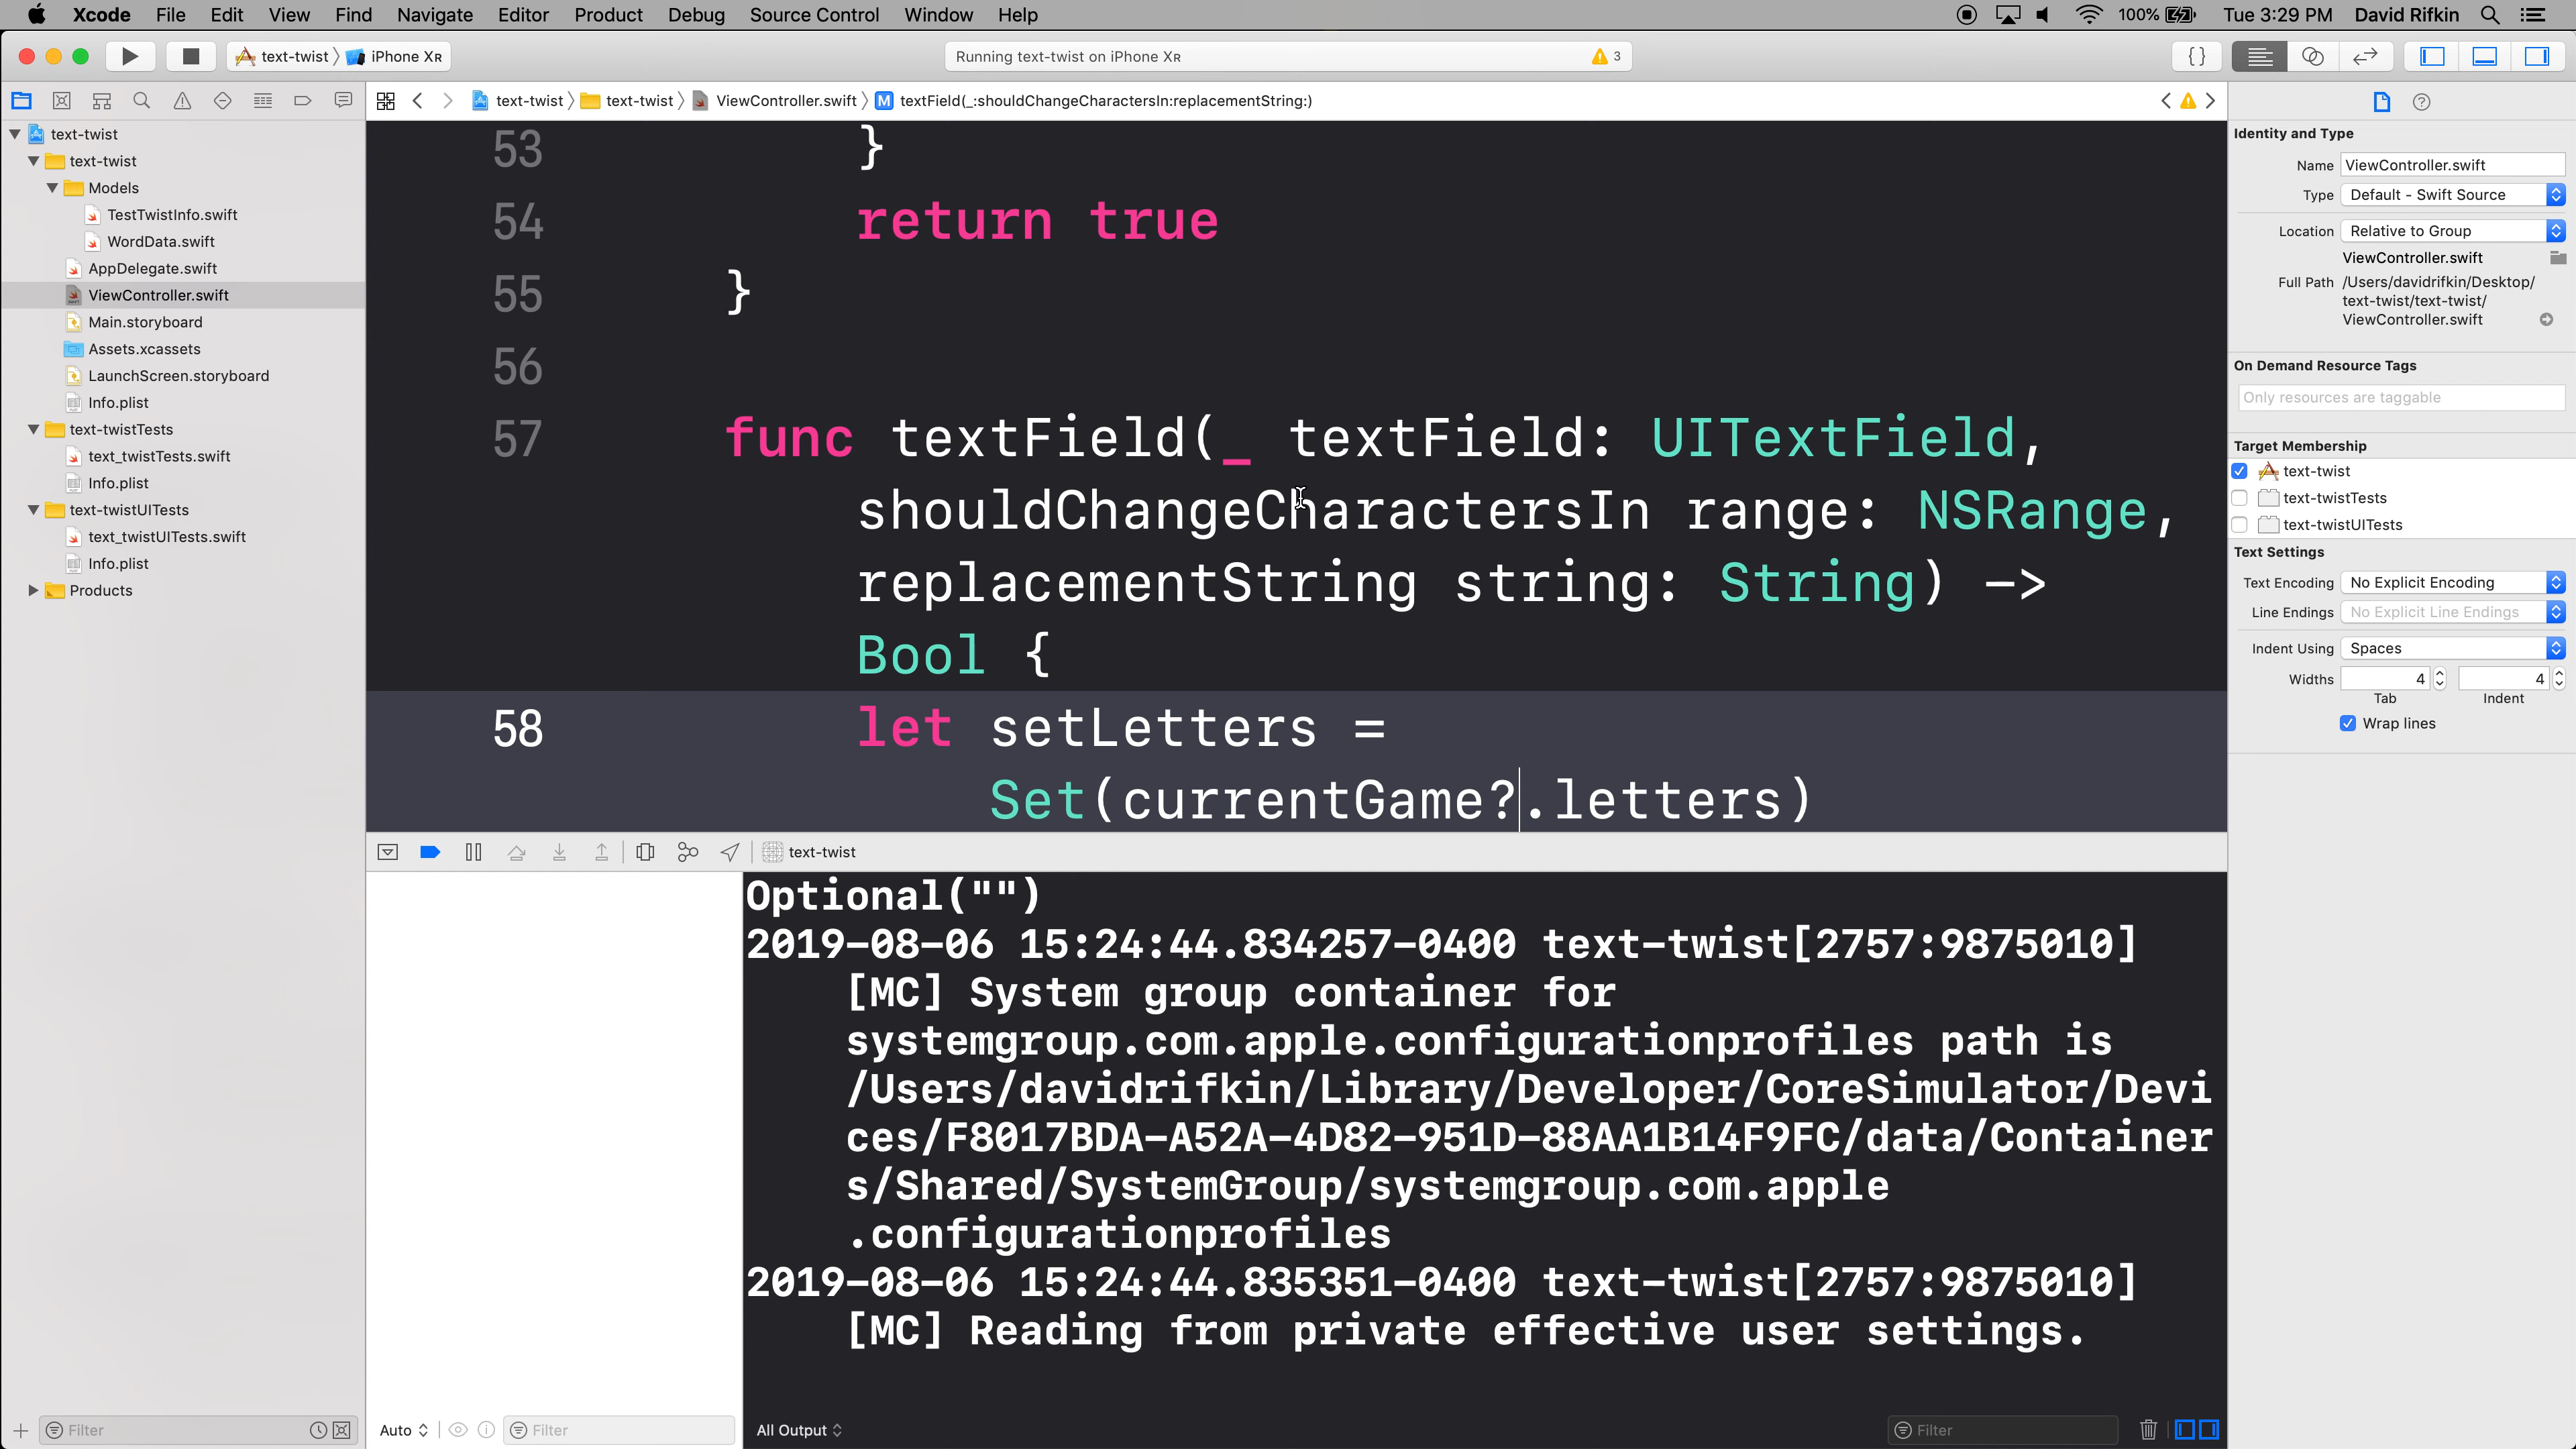 Xcode File Edit View Find Navigate Editor Product Debug Source Control Window Help 100% Tue 3:29 PM David Rifkin
text-twist iPhone XR Running text-twist on iPhone XR 3 {}
text-twist text-twist ViewController.swift M textField(_:shouldChangeCharactersIn:replacementString:)
text-twist
text-twist
Models
TestTwistInfo.swift
WordData.swift
AppDelegate.swift
ViewController.swift
Main.storyboard
Assets.xcassets
LaunchScreen.storyboard
Info.plist
text-twistTests
text_twistTests.swift
Info.plist
text-twistUITests
text_twistUITests.swift
Info.plist
Products
Filter
53 }
54 return true
55 }
56
57 func textField(_ textField: UITextField,
shouldChangeCharactersIn range: NSRange,
replacementString string: String) ->
Bool {
58 let setLetters =
Set(currentGame?.letters)
text-twist
Optional("")
2019-08-06 15:24:44.834257-0400 text-twist[2757:9875010]
[MC] System group container for
systemgroup.com.apple.configurationprofiles path is
/Users/davidrifkin/Library/Developer/CoreSimulator/Devi
ces/F8017BDA-A52A-4D82-951D-88AA1B14F9FC/data/Container
s/Shared/SystemGroup/systemgroup.com.apple
.configurationprofiles
2019-08-06 15:24:44.835351-0400 text-twist[2757:9875010]
[MC] Reading from private effective user settings.
Auto Filter All Output Filter
Identity and Type
Name ViewController.swift
Type Default - Swift Source
Location Relative to Group
ViewController.swift
Full Path /Users/davidrifkin/Desktop/
text-twist/text-twist/
ViewController.swift
On Demand Resource Tags
Only resources are taggable
Target Membership
text-twist
text-twistTests
text-twistUITests
Text Settings
Text Encoding No Explicit Encoding
Line Endings No Explicit Line Endings
Indent Using Spaces
Widths 4 4
Tab Indent
Wrap lines